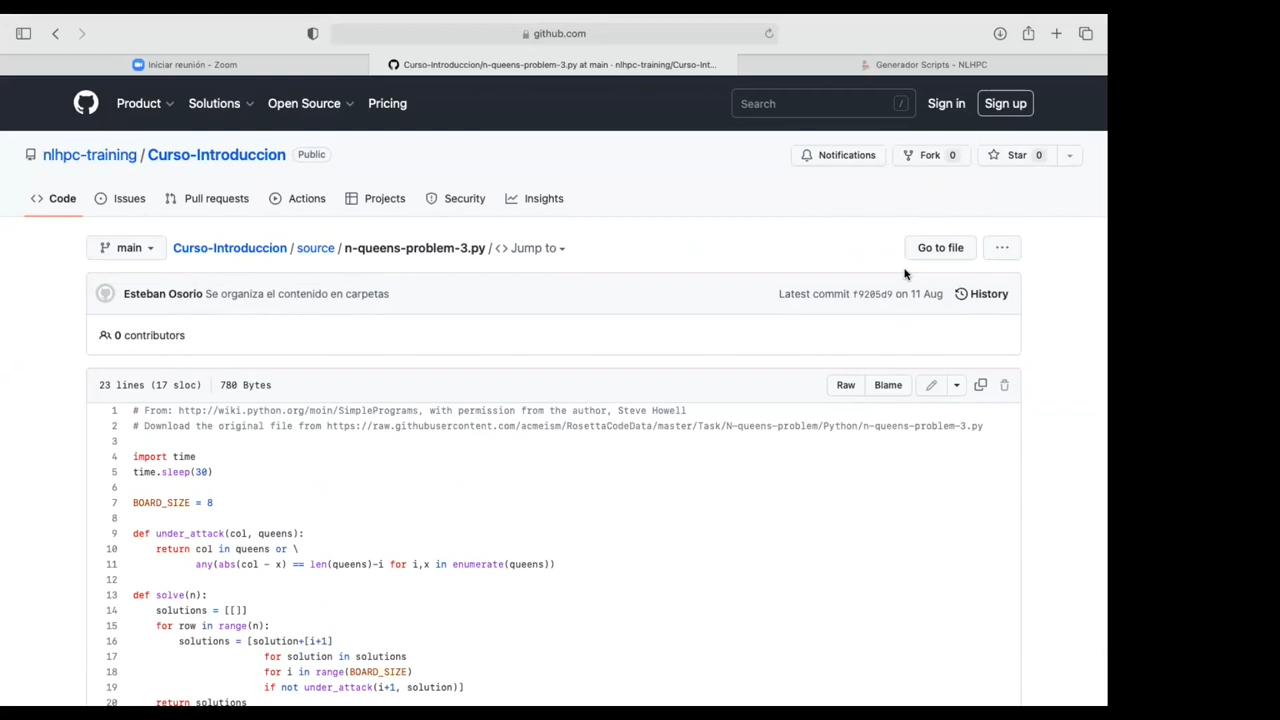 github.com
Iniciar reunión - Zoom
Curso-Introduccion/n-queens-problem-3.py at main · nlhpc-training/Curso-Int...
Generador Scripts - NLHPC
Product Solutions Open Source Pricing Search / Sign in Sign up
nlhpc-training / Curso-Introduccion Public Notifications Fork 0 Star 0
Code Issues Pull requests Actions Projects Security Insights
main Curso-Introduccion / source / n-queens-problem-3.py / <> Jump to Go to file ...
Esteban Osorio Se organiza el contenido en carpetas Latest commit f9205d9 on 11 Aug History
0 contributors
23 lines (17 sloc) 780 Bytes Raw Blame
1 # From: http://wiki.python.org/moin/SimplePrograms, with permission from the author, Steve Howell
2 # Download the original file from https://raw.githubusercontent.com/acmeism/RosettaCodeData/master/Task/N-queens-problem/Python/n-queens-problem-3.py
3
4 import time
5 time.sleep(30)
6
7 BOARD_SIZE = 8
8
9 def under_attack(col, queens):
10 return col in queens or \
11 any(abs(col - x) == len(queens)-i for i,x in enumerate(queens))
12
13 def solve(n):
14 solutions = [[]]
15 for row in range(n):
16 solutions = [solution+[i+1]
17 for solution in solutions
18 for i in range(BOARD_SIZE)
19 if not under_attack(i+1, solution)]
20 return solutions